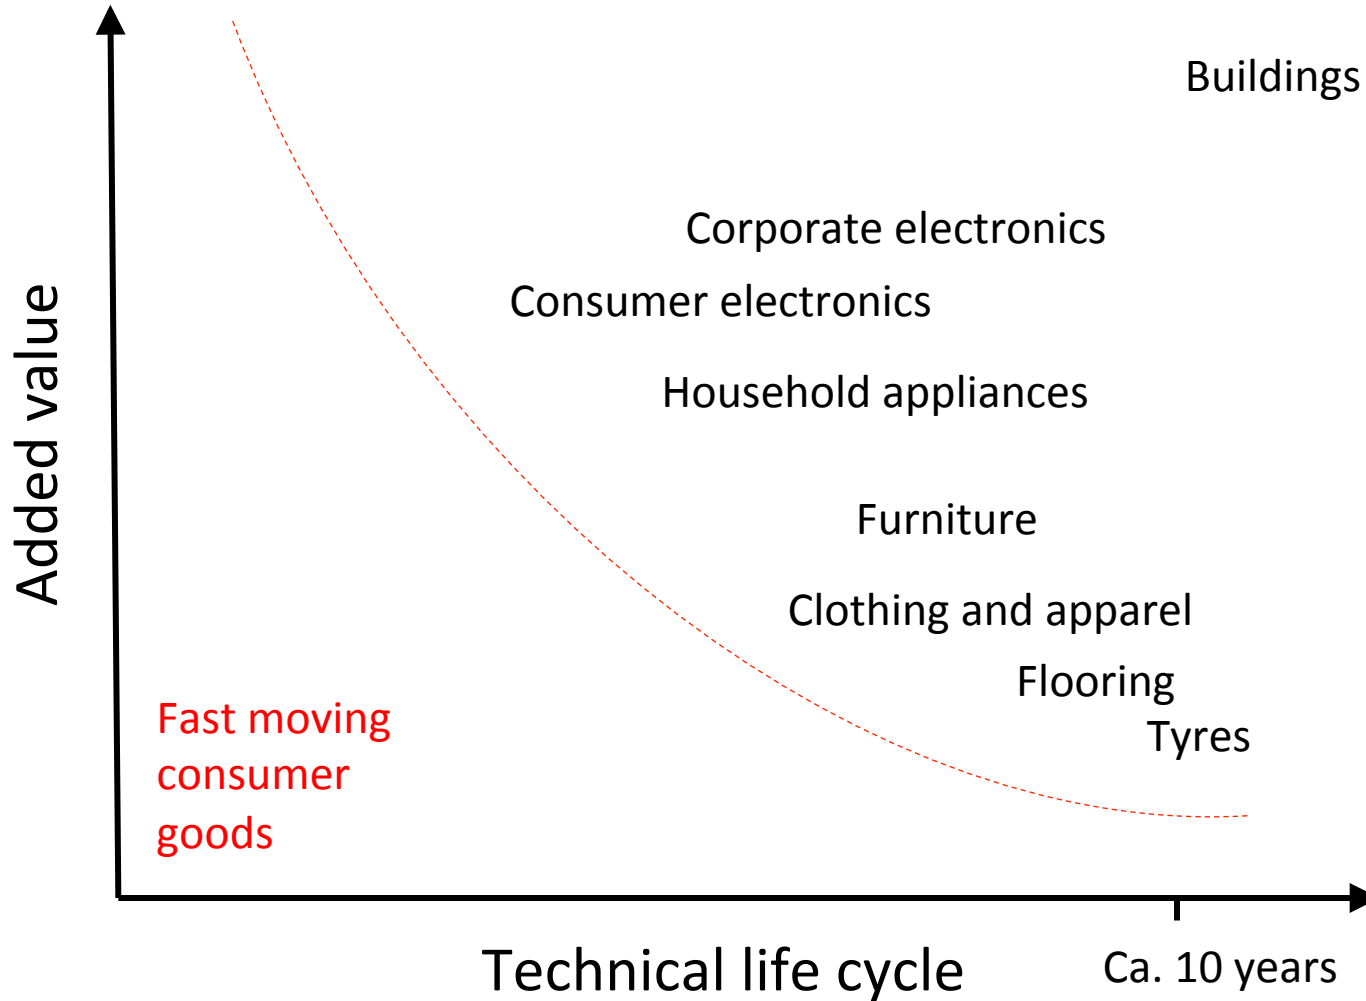 Buildings
Corporate electronics
Consumer electronics
Household appliances
Furniture
Clothing and apparel
Flooring
Tyres
Fast moving
consumer
goods
Added value
Technical life cycle
Ca. 10 years